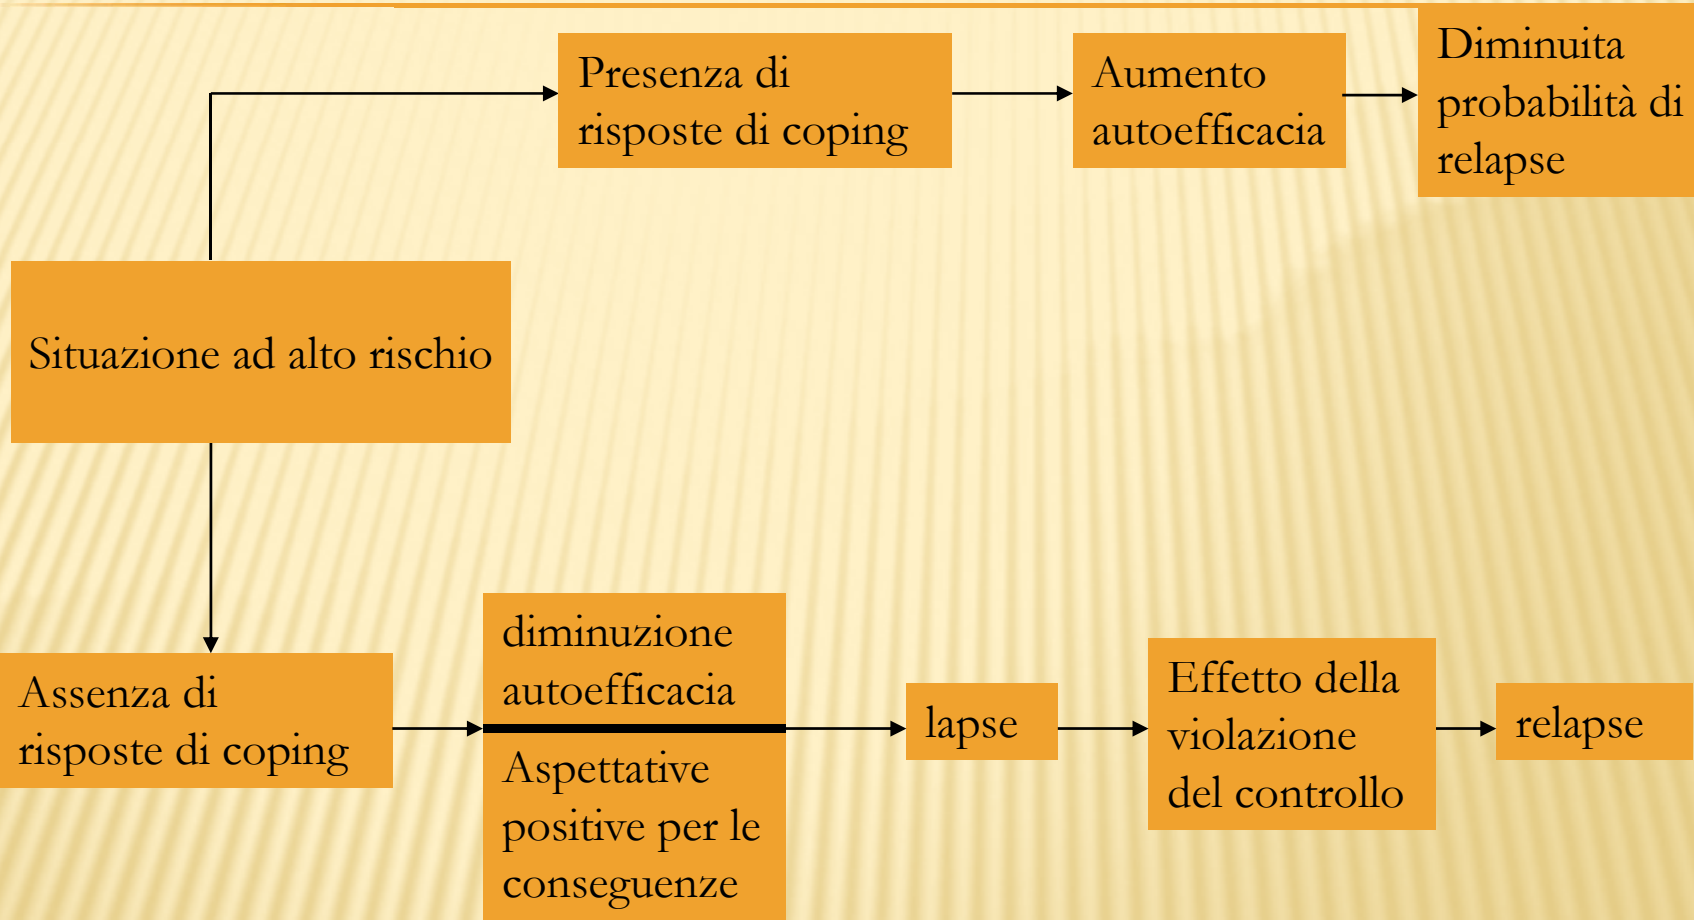 Presenza di
risposte di coping
Aumento
autoefficacia
Diminuita
probabilità di
relapse
Situazione ad alto rischio
Assenza di
risposte di coping
diminuzione
autoefficacia
Aspettative
positive per le
conseguenze
lapse
Effetto della
violazione
del controllo
relapse